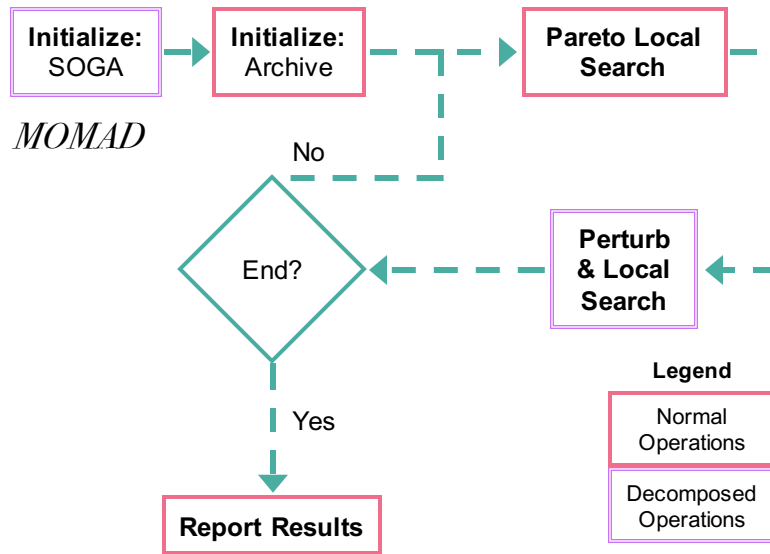 Initialize:
SOGA
Initialize:
Archive
Pareto Local
Search
MOMAD
No
End?
Perturb
& Local
Search
Yes
Report Results
Legend
Normal
Operations
Decomposed
Operations